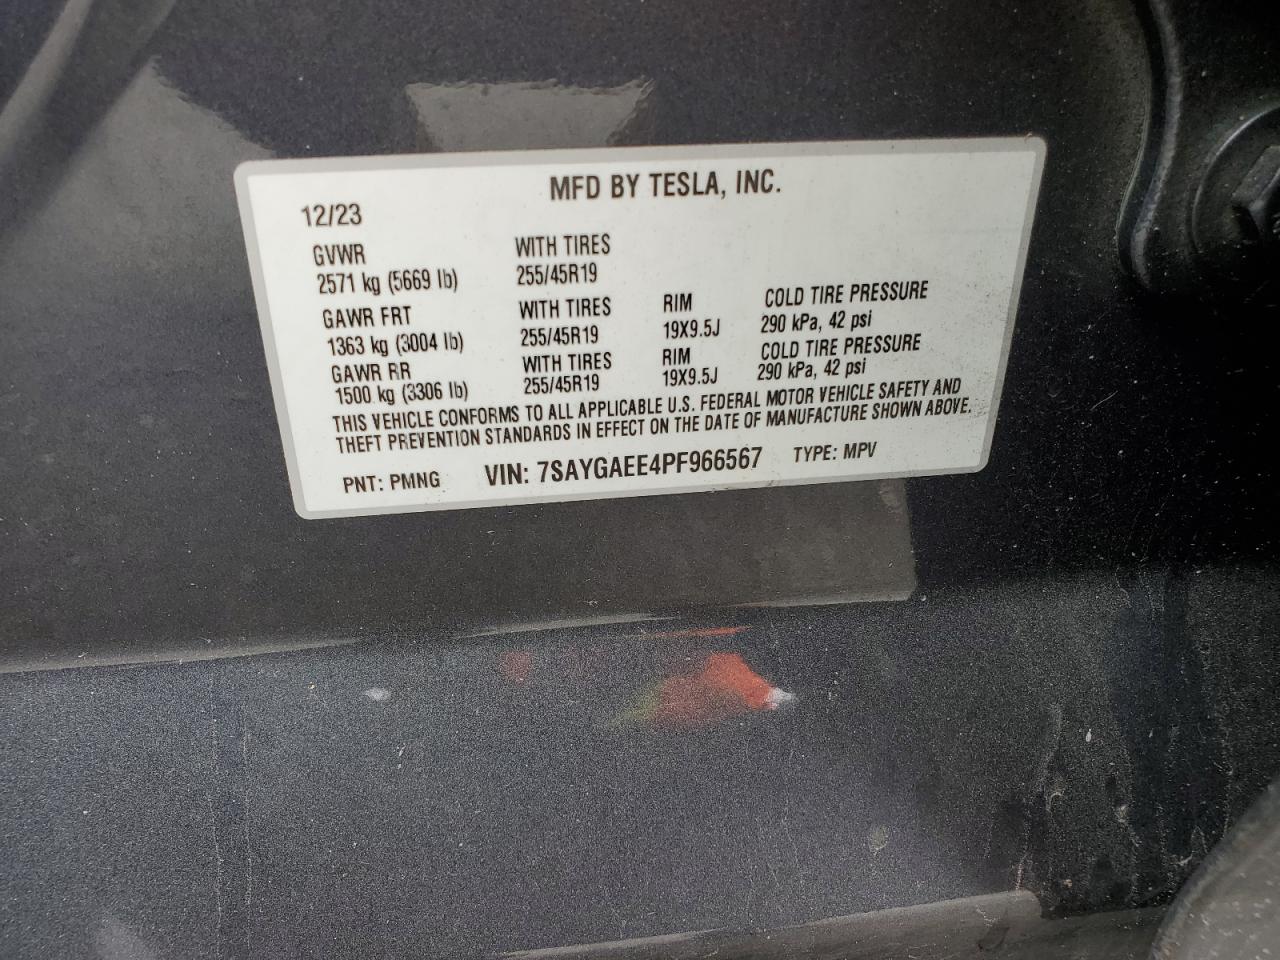 MFD BY TESLA, INC.
12/23
GVWR WITH TIRES
2571 kg (5669 lb) 255/45R19
GAWR FRT WITH TIRES RIM COLD TIRE PRESSURE
1363 kg (3004 lb) 255/45R19 19X9.5J 290 kPa, 42 psi
GAWR RR WITH TIRES RIM COLD TIRE PRESSURE
1500 kg (3306 lb) 255/45R19 19X9.5J 290 kPa, 42 psi
THIS VEHICLE CONFORMS TO ALL APPLICABLE U.S. FEDERAL MOTOR VEHICLE SAFETY AND
THEFT PREVENTION STANDARDS IN EFFECT ON THE DATE OF MANUFACTURE SHOWN ABOVE.
PNT: PMNG VIN: 7SAYGAEE4PF966567 TYPE: MPV